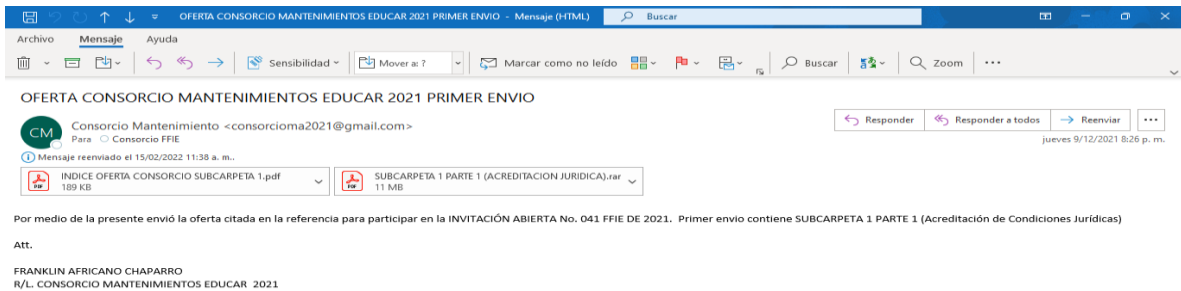 OFERTA CONSORCIO MANTENIMIENTOS EDUCAR 2021 PRIMER ENVIO - Mensaje (HTML)
Buscar
Archivo Mensaje Ayuda
Sensibilidad Mover a: ? Marcar como no leído Buscar Zoom
OFERTA CONSORCIO MANTENIMIENTOS EDUCAR 2021 PRIMER ENVIO
CM
Consorcio Mantenimiento <consorcioma2021@gmail.com>
Para Consorcio FFIE
Responder Responder a todos Reenviar
jueves 9/12/2021 8:26 p. m.
Mensaje reenviado el 15/02/2022 11:38 a. m..
PDF
INDICE OFERTA CONSORCIO SUBCARPETA 1.pdf
189 KB
PDF
SUBCARPETA 1 PARTE 1 (ACREDITACION JURIDICA).rar
11 MB
Por medio de la presente envió la oferta citada en la referencia para participar en la INVITACIÓN ABIERTA No. 041 FFIE DE 2021. Primer envio contiene SUBCARPETA 1 PARTE 1 (Acreditación de Condiciones Jurídicas)
Att.
FRANKLIN AFRICANO CHAPARRO
R/L. CONSORCIO MANTENIMIENTOS EDUCAR 2021